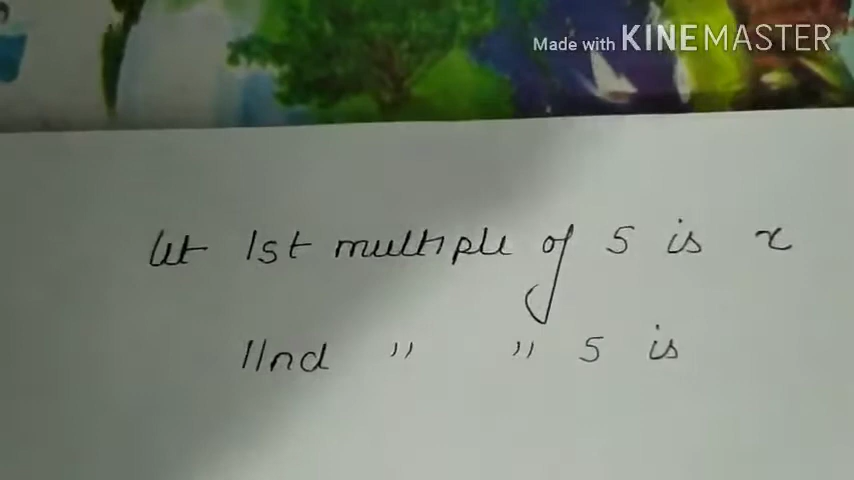 Made with KINEMASTER
let 1st multiple of 5 is x
IInd " " 5 is